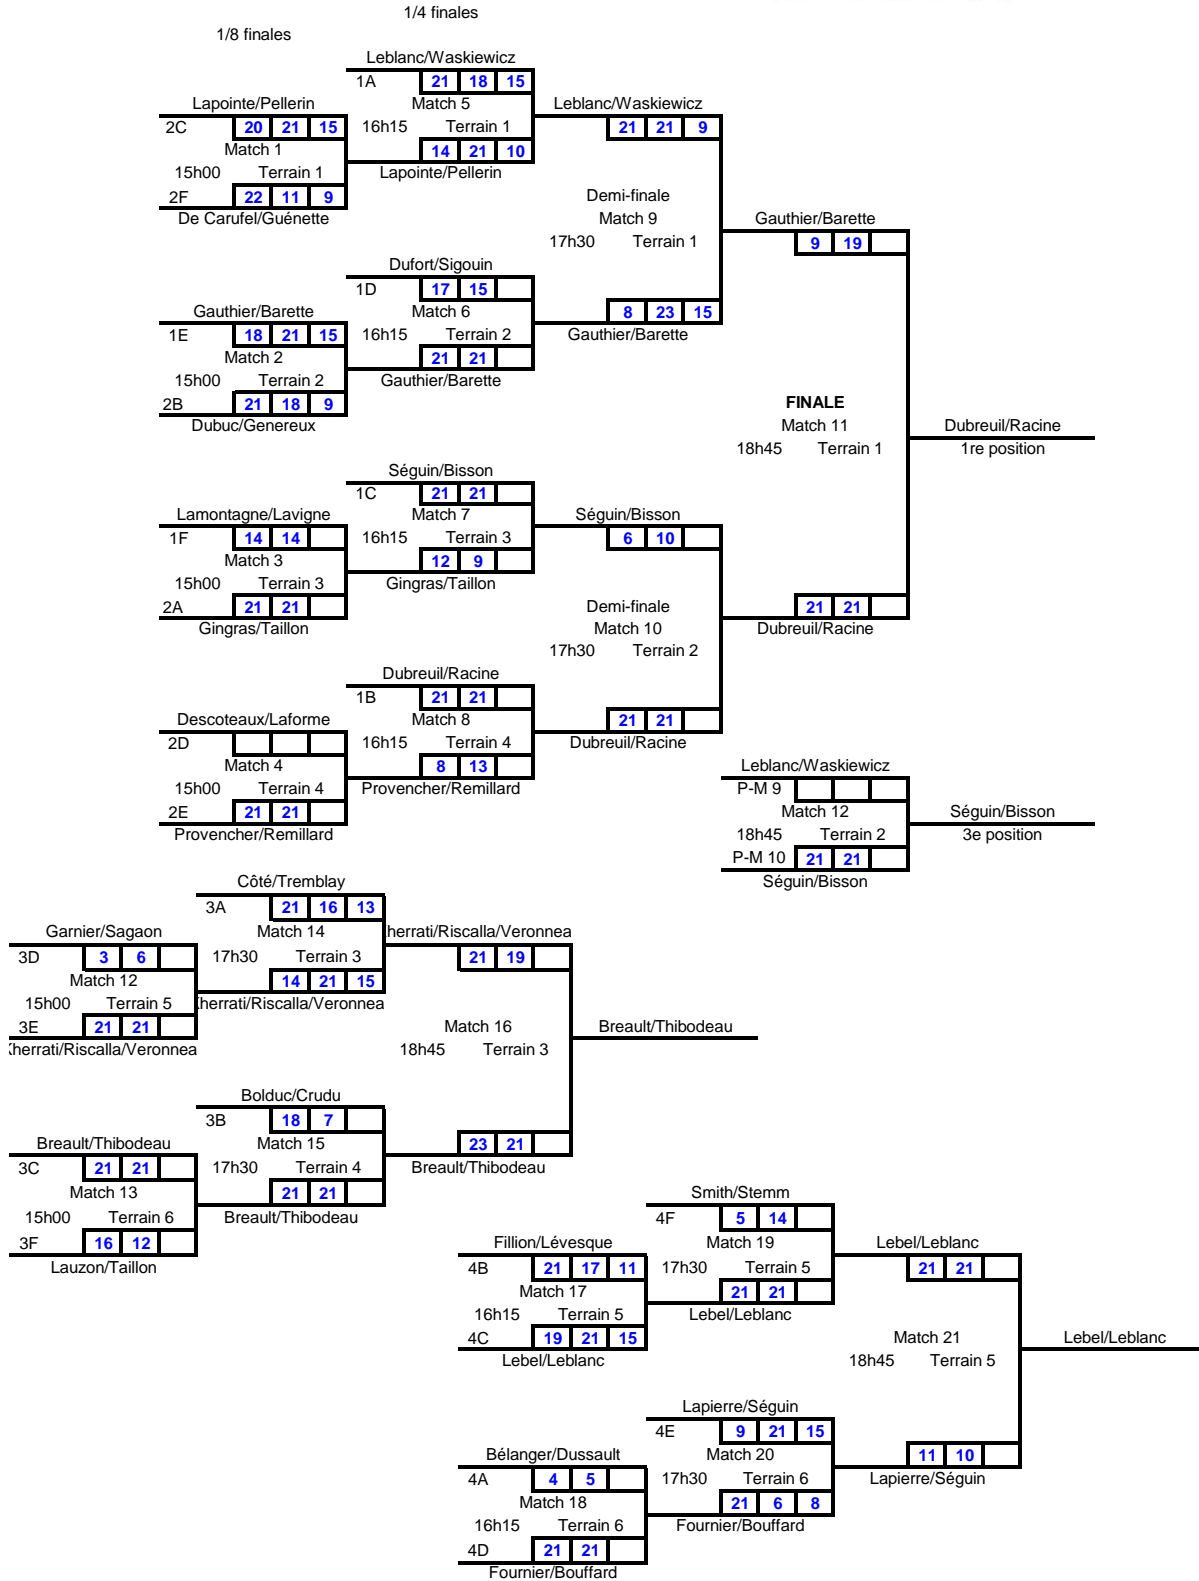 1/4 finales
1/8 finales
Leblanc/Waskiewicz
1A 21 18 15
Match 5
16h15 Terrain 1
14 21 10
Lapointe/Pellerin
Lapointe/Pellerin
2C 20 21 15
Match 1
15h00 Terrain 1
2F 22 11 9
De Carufel/Guénette
Leblanc/Waskiewicz
21 21 9
Demi-finale
Match 9
17h30 Terrain 1
8 23 15
Gauthier/Barette
Dufort/Sigouin
1D 17 15
Match 6
16h15 Terrain 2
21 21
Gauthier/Barette
Gauthier/Barette
1E 18 21 15
Match 2
15h00 Terrain 2
2B 21 18 9
Dubuc/Genereux
Gauthier/Barette
9 19
FINALE
Match 11
18h45 Terrain 1
21 21
Dubreuil/Racine
Dubreuil/Racine
1re position
Séguin/Bisson
1C 21 21
Match 7
16h15 Terrain 3
12 9
Gingras/Taillon
Lamontagne/Lavigne
1F 14 14
Match 3
15h00 Terrain 3
2A 21 21
Gingras/Taillon
Séguin/Bisson
6 10
Demi-finale
Match 10
17h30 Terrain 2
21 21
Dubreuil/Racine
Dubreuil/Racine
1B 21 21
Match 8
16h15 Terrain 4
8 13
Provencher/Remillard
Descoteaux/Laforme
2D
Match 4
15h00 Terrain 4
2E 21 21
Provencher/Remillard
Leblanc/Waskiewicz
P-M 9
Match 12
18h45 Terrain 2
P-M 10 21 21
Séguin/Bisson
Séguin/Bisson
3e position
Côté/Tremblay
3A 21 16 13
Match 14
17h30 Terrain 3
14 21 15
herrati/Riscalla/Veronnea
Garnier/Sagaon
3D 3 6
Match 12
15h00 Terrain 5
3E 21 21
herrati/Riscalla/Veronnea
herrati/Riscalla/Veronnea
21 19
Match 16
18h45 Terrain 3
23 21
Breault/Thibodeau
Breault/Thibodeau
Bolduc/Crudu
3B 18 7
Match 15
17h30 Terrain 4
21 21
Breault/Thibodeau
Breault/Thibodeau
3C 21 21
Match 13
15h00 Terrain 6
3F 16 12
Lauzon/Taillon
Smith/Stemm
4F 5 14
Match 19
17h30 Terrain 5
21 21
Lebel/Leblanc
Fillion/Lévesque
4B 21 17 11
Match 17
16h15 Terrain 5
4C 19 21 15
Lebel/Leblanc
Lebel/Leblanc
21 21
Match 21
18h45 Terrain 5
11 10
Lapierre/Séguin
Lebel/Leblanc
Lapierre/Séguin
4E 9 21 15
Match 20
17h30 Terrain 6
21 6 8
Fournier/Bouffard
Bélanger/Dussault
4A 4 5
Match 18
16h15 Terrain 6
4D 21 21
Fournier/Bouffard